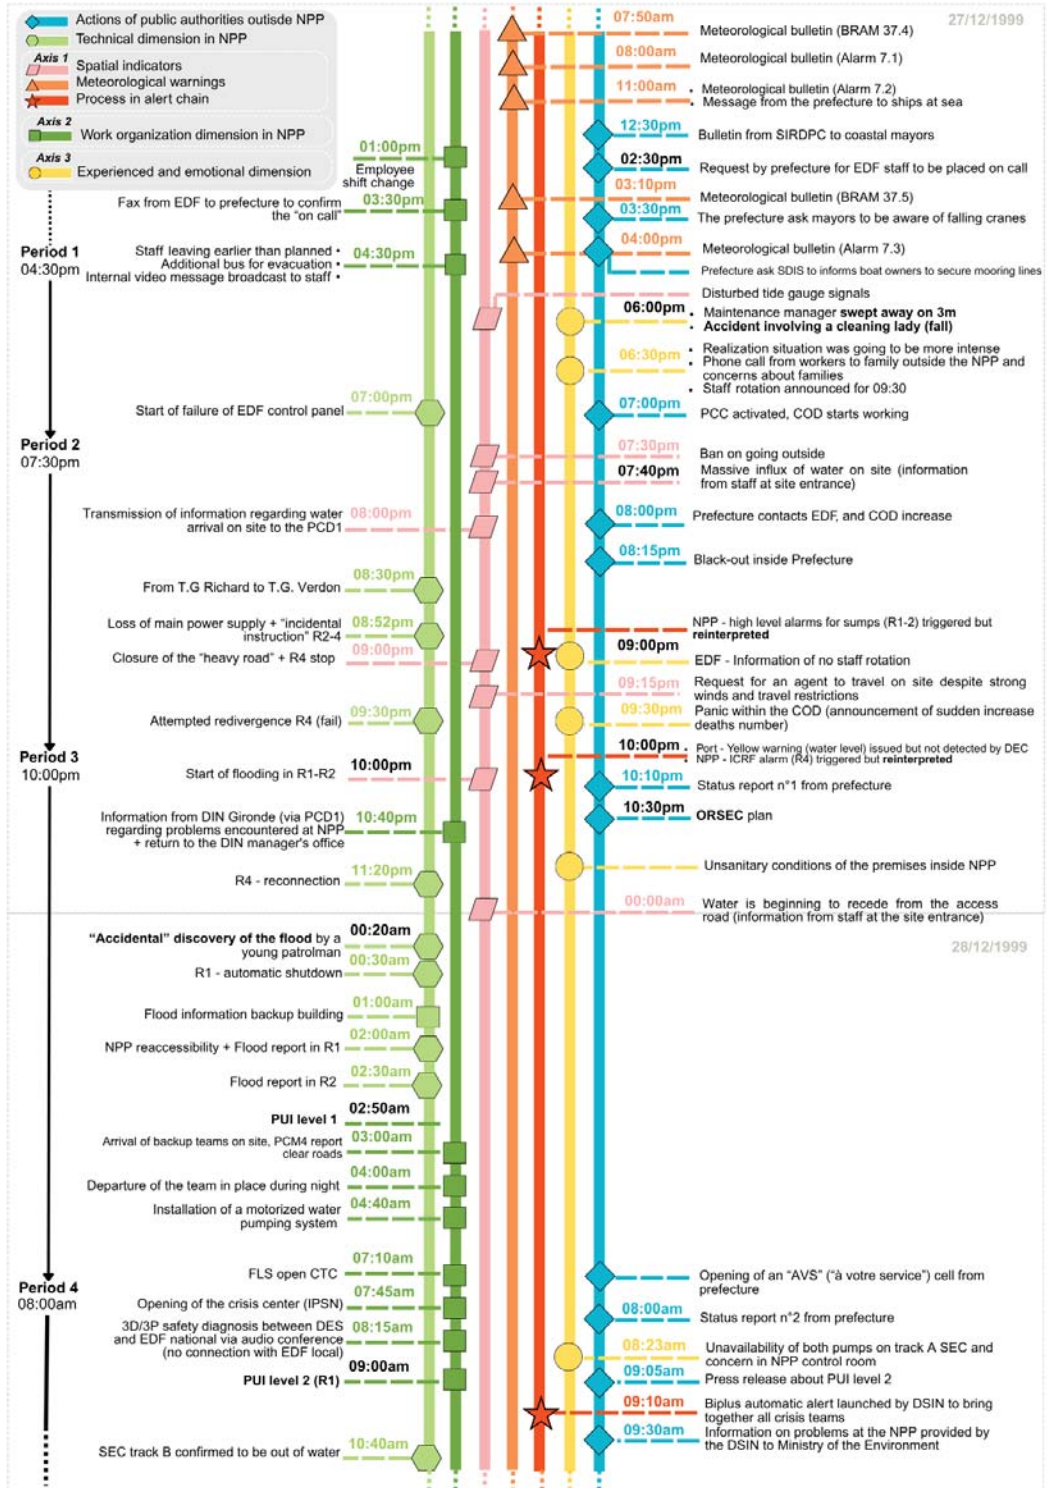 Actions of public authorities outisde NPP
Technical dimension in NPP
Axis 1
Spatial indicators
Meteorological warnings
Process in alert chain
Axis 2
Work organization dimension in NPP
Axis 3
Experienced and emotional dimension
27/12/1999
07:50am
Meteorological bulletin (BRAM 37.4)
08:00am
Meteorological bulletin (Alarm 7.1)
11:00am
• Meteorological bulletin (Alarm 7.2)
• Message from the prefecture to ships at sea
12:30pm
Bulletin from SIRDPC to coastal mayors
01:00pm
Employee
shift change
02:30pm
Request by prefecture for EDF staff to be placed on call
03:10pm
Meteorological bulletin (BRAM 37.5)
Fax from EDF to prefecture to confirm
the “on call”
03:30pm
03:30pm
The prefecture ask mayors to be aware of falling cranes
04:00pm
Meteorological bulletin (Alarm 7.3)
Prefecture ask SDIS to informs boat owners to secure mooring lines
Period 1
04:30pm
Staff leaving earlier than planned •
Additional bus for evacuation •
Internal video message broadcast to staff •
04:30pm
Disturbed tide gauge signals
06:00pm
• Maintenance manager swept away on 3m
• Accident involving a cleaning lady (fall)
06:30pm
• Realization situation was going to be more intense
• Phone call from workers to family outside the NPP and
concerns about families
• Staff rotation announced for 09:30
Start of failure of EDF control panel
07:00pm
07:00pm
PCC activated, COD starts working
Period 2
07:30pm
07:30pm
Ban on going outside
07:40pm
Massive influx of water on site (information
from staff at site entrance)
Transmission of information regarding water
arrival on site to the PCD1
08:00pm
08:00pm
Prefecture contacts EDF, and COD increase
08:15pm
Black-out inside Prefecture
From T.G Richard to T.G. Verdon
08:30pm
Loss of main power supply + “incidental
instruction” R2-4
08:52pm
Closure of the “heavy road” + R4 stop
09:00pm
NPP - high level alarms for sumps (R1-2) triggered but
reinterpreted
09:00pm
EDF - Information of no staff rotation
09:15pm
Request for an agent to travel on site despite strong
winds and travel restrictions
Attempted redivergence R4 (fail)
09:30pm
09:30pm
Panic within the COD (announcement of sudden increase
deaths number)
Period 3
10:00pm
10:00pm
• Port - Yellow warning (water level) issued but not detected by DEC
• NPP - ICRF alarm (R4) triggered but reinterpreted
Start of flooding in R1-R2
10:00pm
10:10pm
Status report n°1 from prefecture
10:30pm
ORSEC plan
Information from DIN Gironde (via PCD1)
regarding problems encountered at NPP
+ return to the DIN manager's office
10:40pm
Unsanitary conditions of the premises inside NPP
R4 - reconnection
11:20pm
00:00am
Water is beginning to recede from the access
road (information from staff at the site entrance)
28/12/1999
“Accidental” discovery of the flood by a
young patrolman
00:20am
R1 - automatic shutdown
00:30am
Flood information backup building
01:00am
NPP reaccessibility + Flood report in R1
02:00am
Flood report in R2
02:30am
PUI level 1
02:50am
Arrival of backup teams on site, PCM4 report
clear roads
03:00am
Departure of the team in place during night
04:00am
Installation of a motorized water
pumping system
04:40am
FLS open CTC
07:10am
Opening of an “AVS” (“à votre service”) cell from
prefecture
Period 4
08:00am
Opening of the crisis center (IPSN)
07:45am
08:00am
Status report n°2 from prefecture
3D/3P safety diagnosis between DES
and EDF national via audio conference
(no connection with EDF local)
08:15am
08:23am
Unavailability of both pumps on track A SEC and
concern in NPP control room
PUI level 2 (R1)
09:00am
09:05am
Press release about PUI level 2
09:10am
Biplus automatic alert launched by DSIN to bring
together all crisis teams
09:30am
Information on problems at the NPP provided by
the DSIN to Ministry of the Environment
SEC track B confirmed to be out of water
10:40am